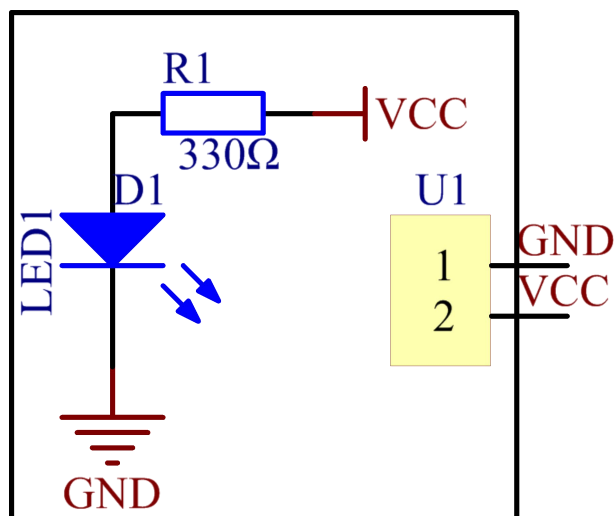 R1
VCC
330Ω
D1
LED1
U1
1
GND
2
VCC
GND